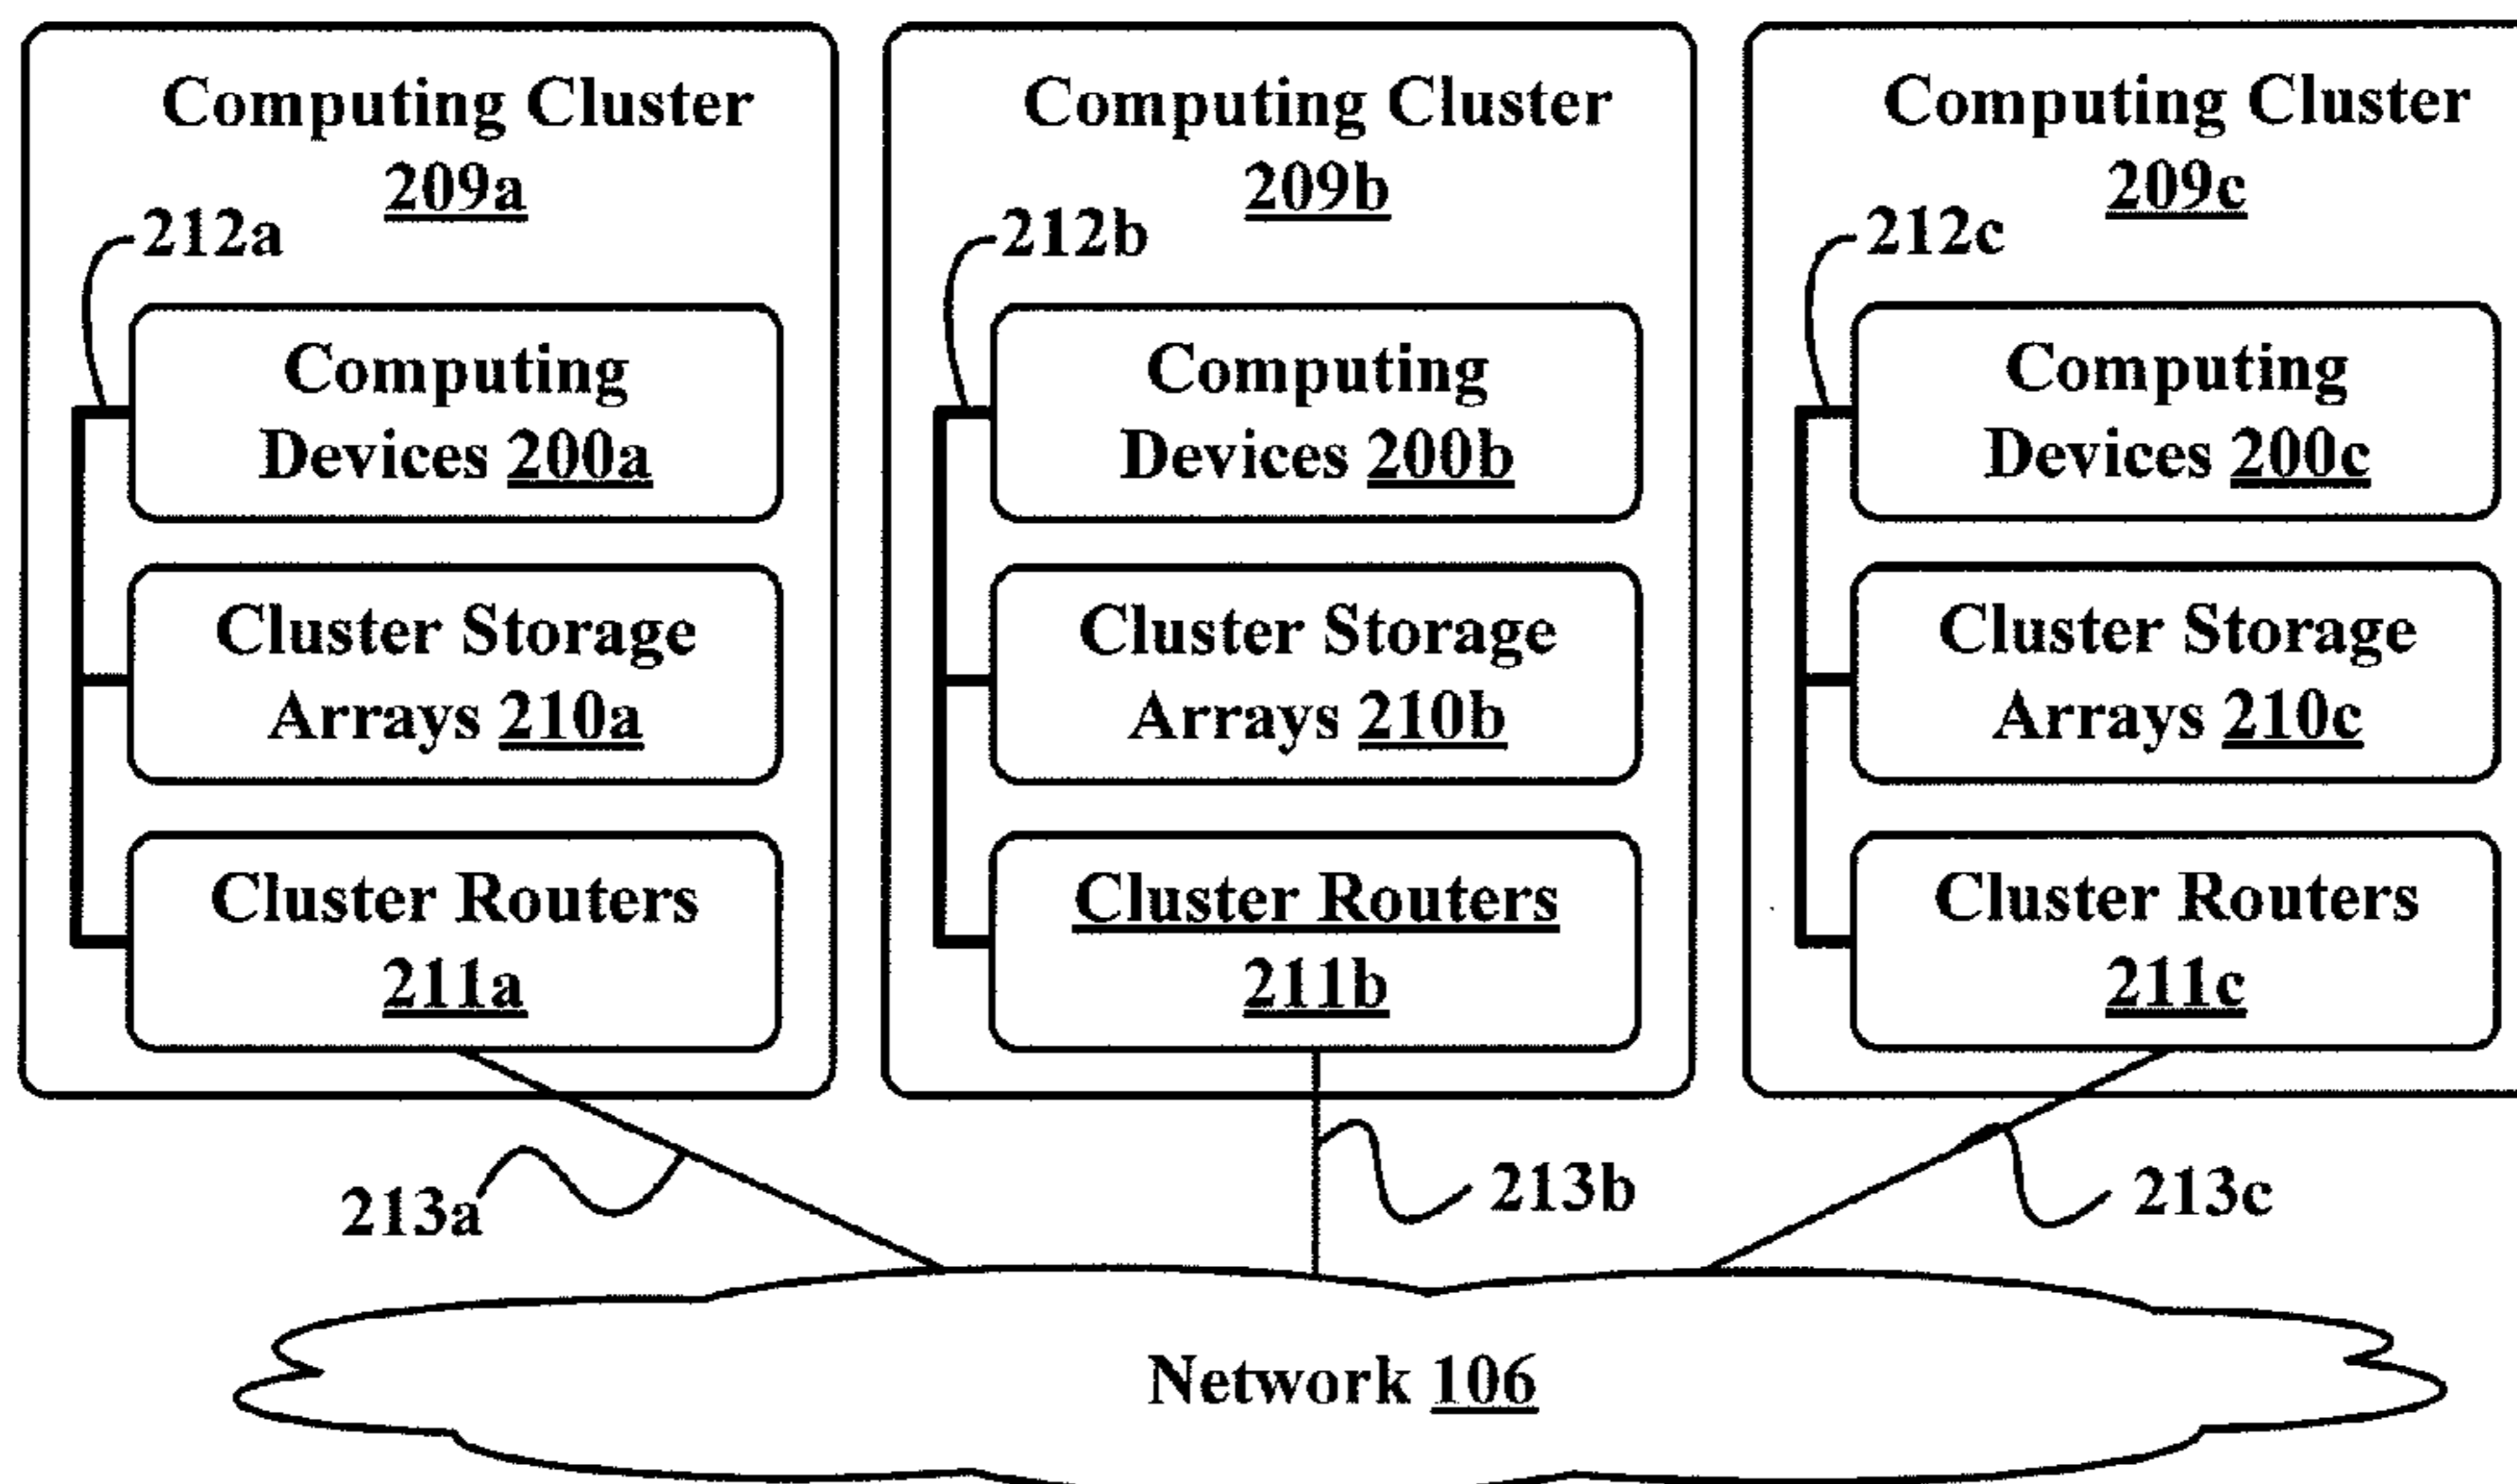 Computing Cluster
209a
212a
Computing
Devices 200a
Cluster Storage
Arrays 210a
Cluster Routers
211a
Computing Cluster
209b
212b
Computing
Devices 200b
Cluster Storage
Arrays 210b
Cluster Routers
211b
Computing Cluster
209c
212c
Computing
Devices 200c
Cluster Storage
Arrays 210c
Cluster Routers
211c
213a
213b
213c
Network 106